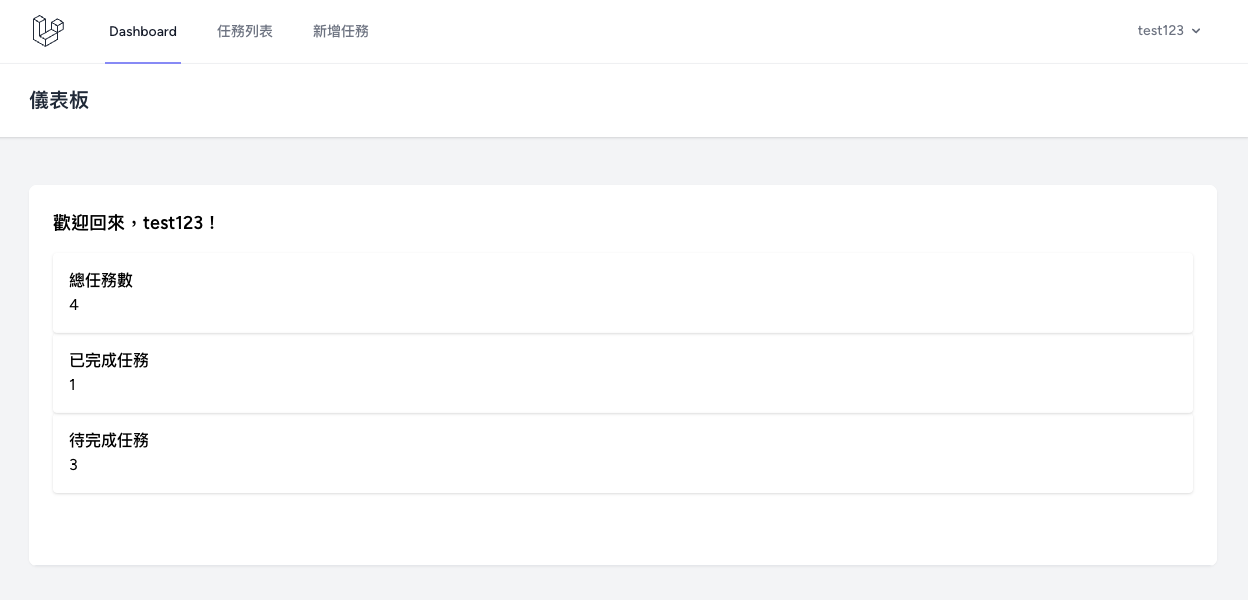 Dashboard 任務列表 新增任務 test123
儀表板
歡迎回來，test123！
總任務數
4
已完成任務
1
待完成任務
3